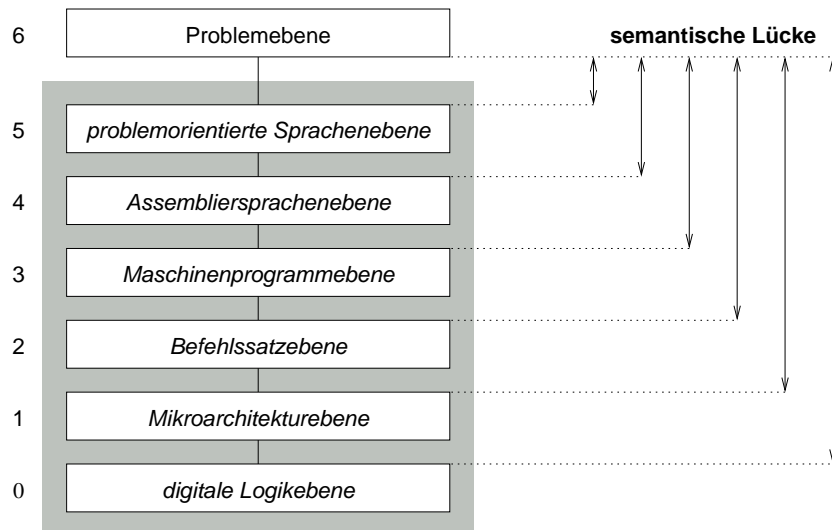 6 Problemebene semantische Lücke
5 problemorientierte Sprachenebene
4 Assembliersprachenebene
3 Maschinenprogrammebene
2 Befehlssatzebene
1 Mikroarchitekturebene
0 digitale Logikebene